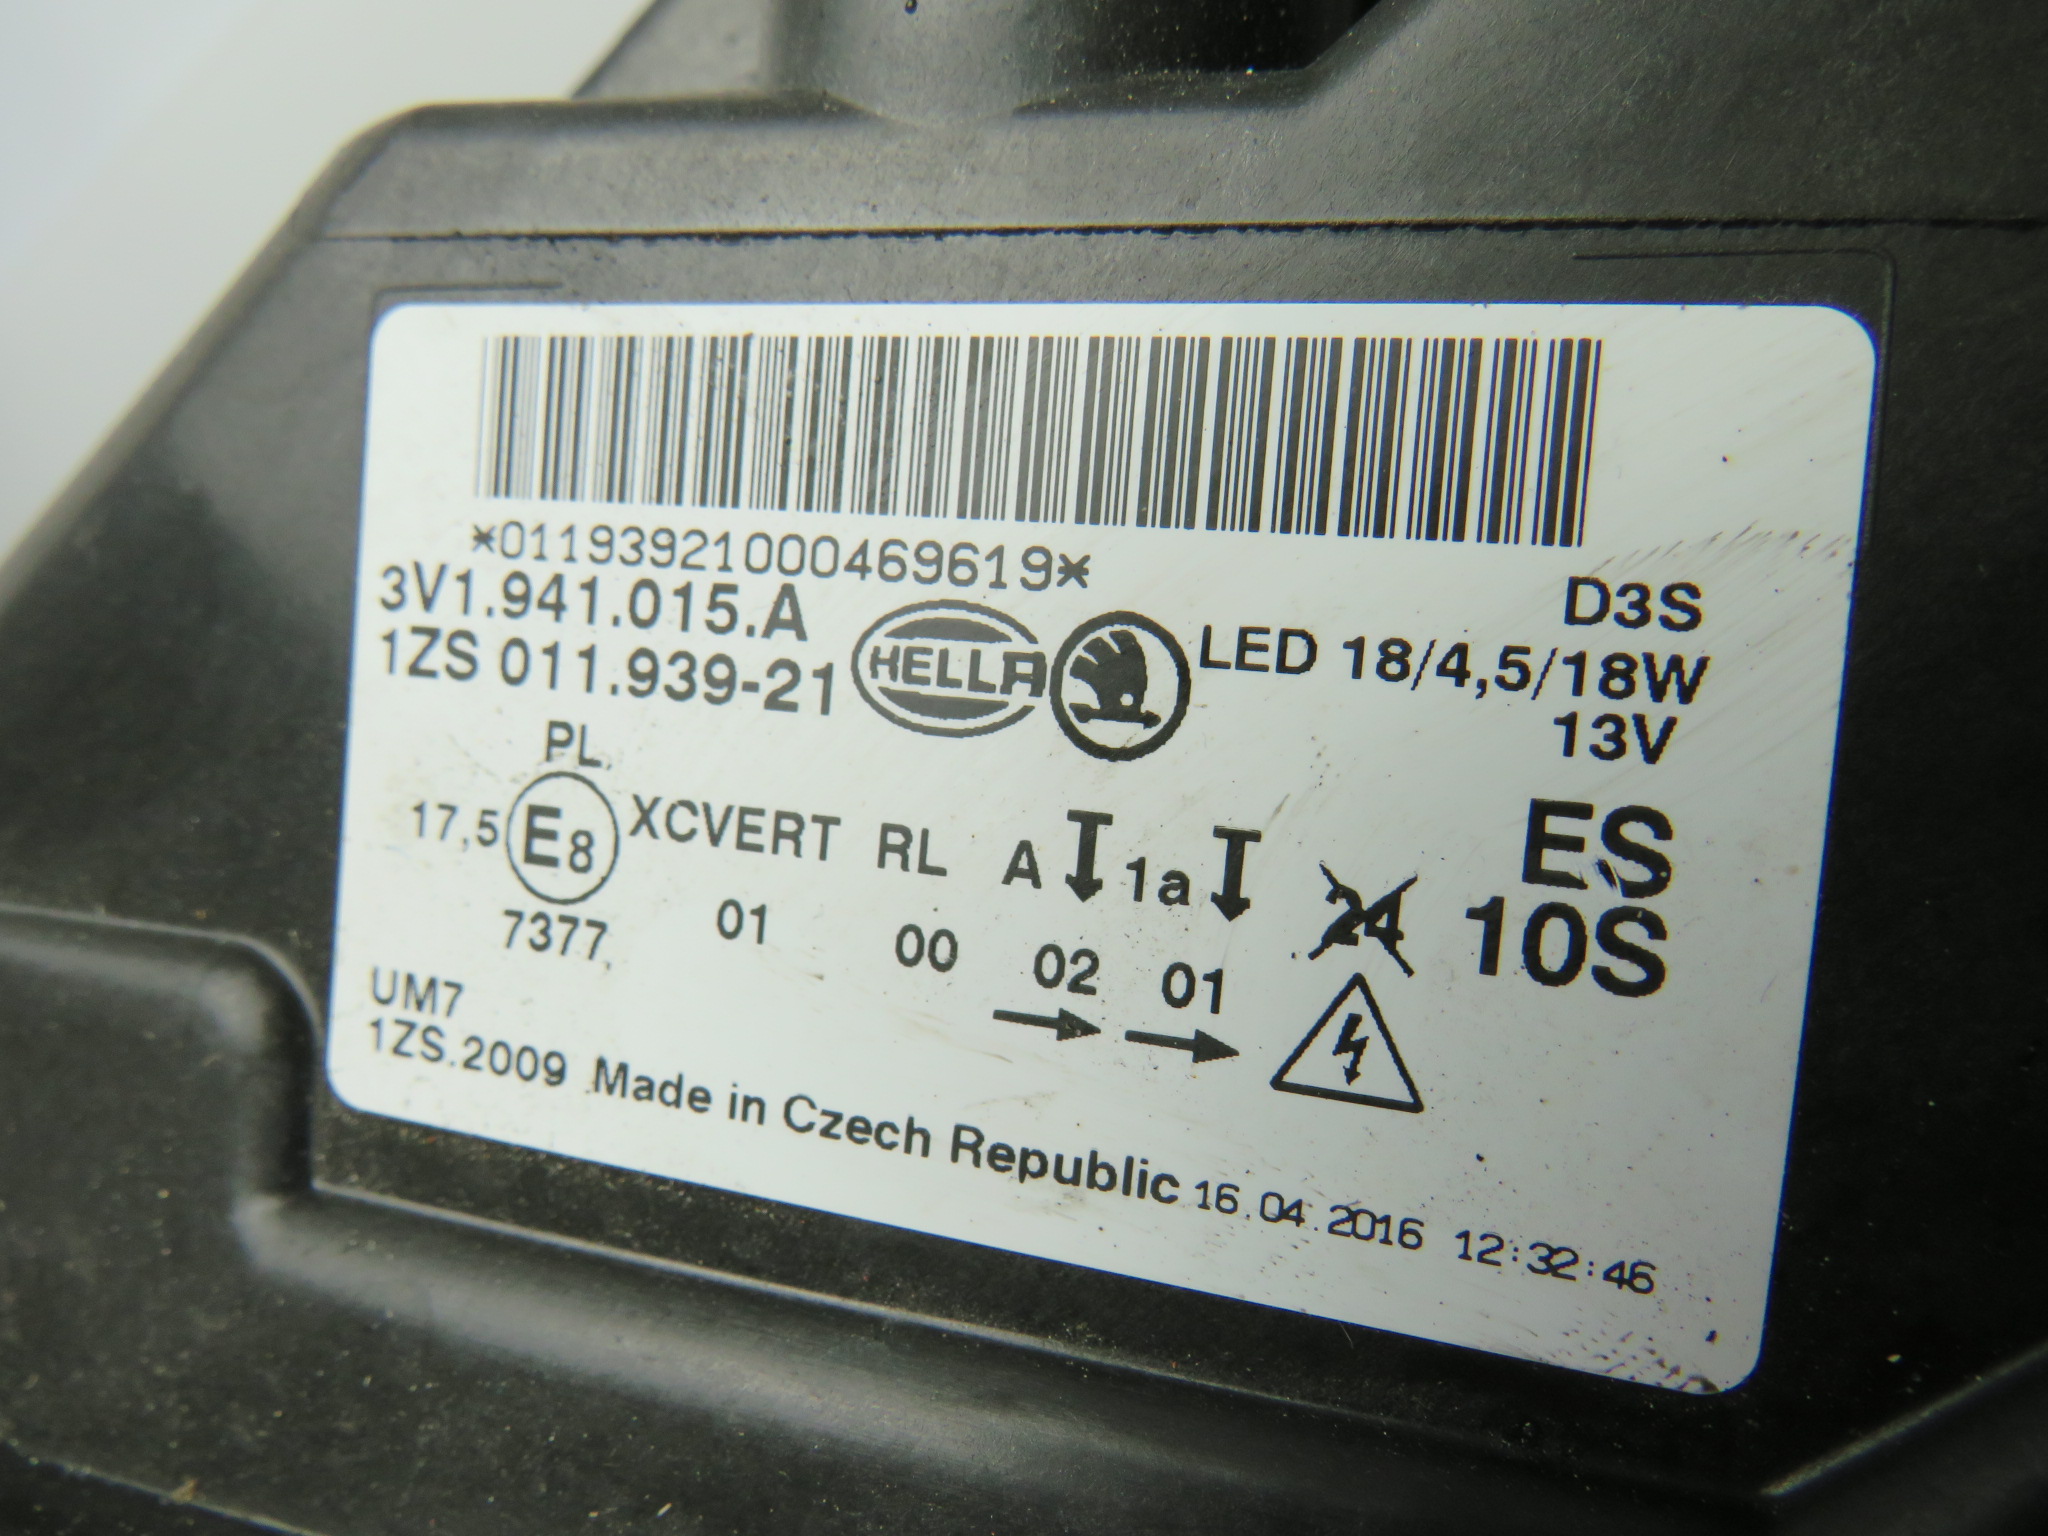 *01193921000469619*
3V1.941.015.A
1ZS 011.939-21
HELLA
D3S
LED 18/4,5/18W
13V
PL
17,5 E8 XCVERT RL A 1a 24 ES
7377 01 00 02 01 10S
UM7
1ZS.2009 Made in Czech Republic 16.04.2016 12:32:46